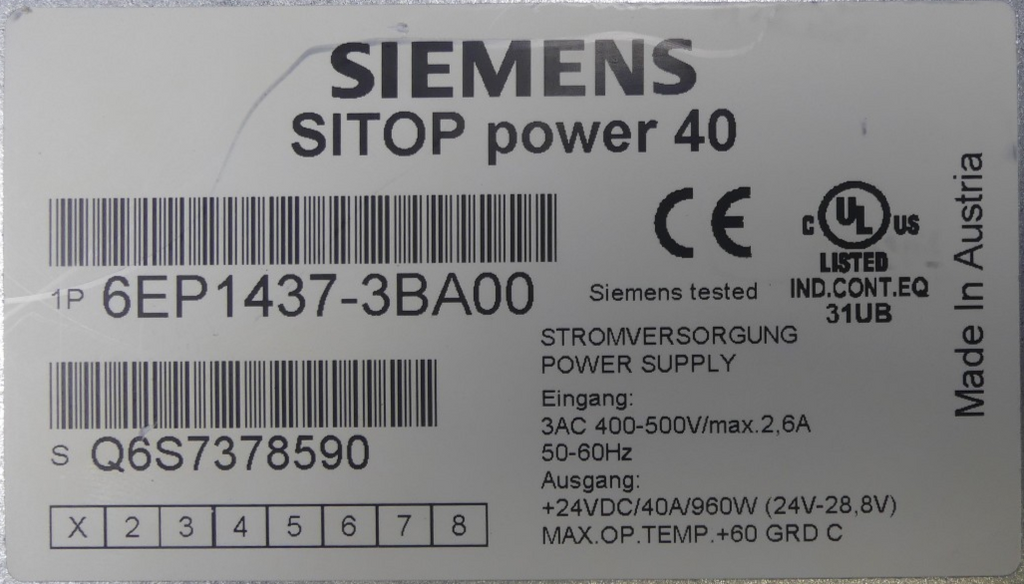 SIEMENS
SITOP power 40
1P 6EP1437-3BA00
S Q6S7378590
X 2 3 4 5 6 7 8
CE
Siemens tested
C UL US
LISTED
IND.CONT.EQ
31UB
STROMVERSORGUNG
POWER SUPPLY
Eingang:
3AC 400-500V/max.2,6A
50-60Hz
Ausgang:
+24VDC/40A/960W (24V-28,8V)
MAX.OP.TEMP.+60 GRD C
Made In Austria